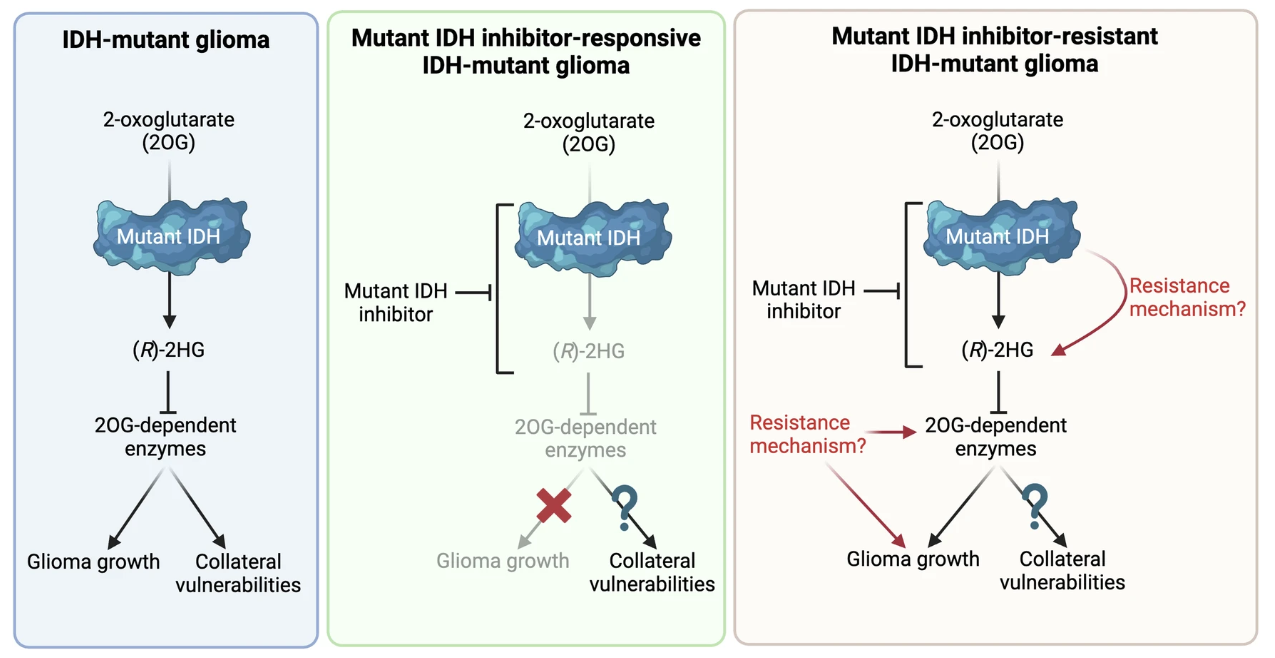 IDH-mutant glioma
2-oxoglutarate
(2OG)
Mutant IDH
(R)-2HG
2OG-dependent
enzymes
Glioma growth
Collateral
vulnerabilities
Mutant IDH inhibitor-responsive
IDH-mutant glioma
2-oxoglutarate
(2OG)
Mutant IDH
Mutant IDH
inhibitor
(R)-2HG
2OG-dependent
enzymes
?
Glioma growth
Collateral
vulnerabilities
Mutant IDH inhibitor-resistant
IDH-mutant glioma
2-oxoglutarate
(2OG)
Mutant IDH
Mutant IDH
inhibitor
Resistance
mechanism?
(R)-2HG
Resistance
mechanism?
2OG-dependent
enzymes
?
Glioma growth
Collateral
vulnerabilities